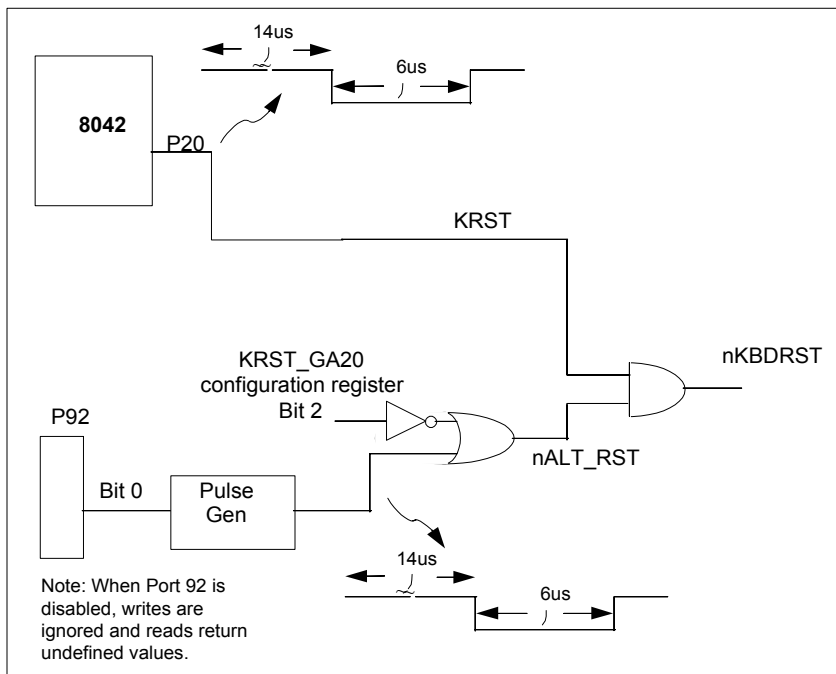 14us
6us
8042
P20
KRST
nKBDRST
KRST_GA20
configuration register
Bit 2
P92
nALT_RST
Bit 0
Pulse
Gen
14us
6us
Note: When Port 92 is
disabled, writes are
ignored and reads return
undefined values.